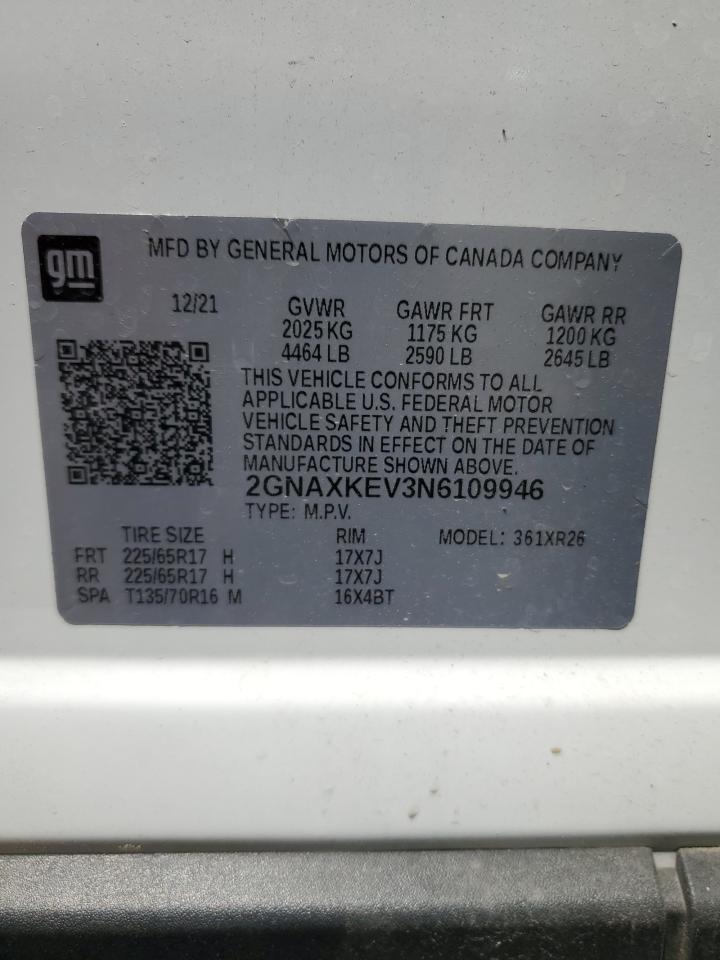 gm
MFD BY GENERAL MOTORS OF CANADA COMPANY
12/21 GVWR GAWR FRT GAWR RR
2025 KG 1175 KG 1200 KG
4464 LB 2590 LB 2645 LB
THIS VEHICLE CONFORMS TO ALL
APPLICABLE U.S. FEDERAL MOTOR
VEHICLE SAFETY AND THEFT PREVENTION
STANDARDS IN EFFECT ON THE DATE OF
MANUFACTURE SHOWN ABOVE.
2GNAXKEV3N6109946
TYPE: M.P.V.
TIRE SIZE RIM MODEL: 361XR26
FRT 225/65R17 H 17X7J
RR 225/65R17 H 17X7J
SPA T135/70R16 M 16X4BT